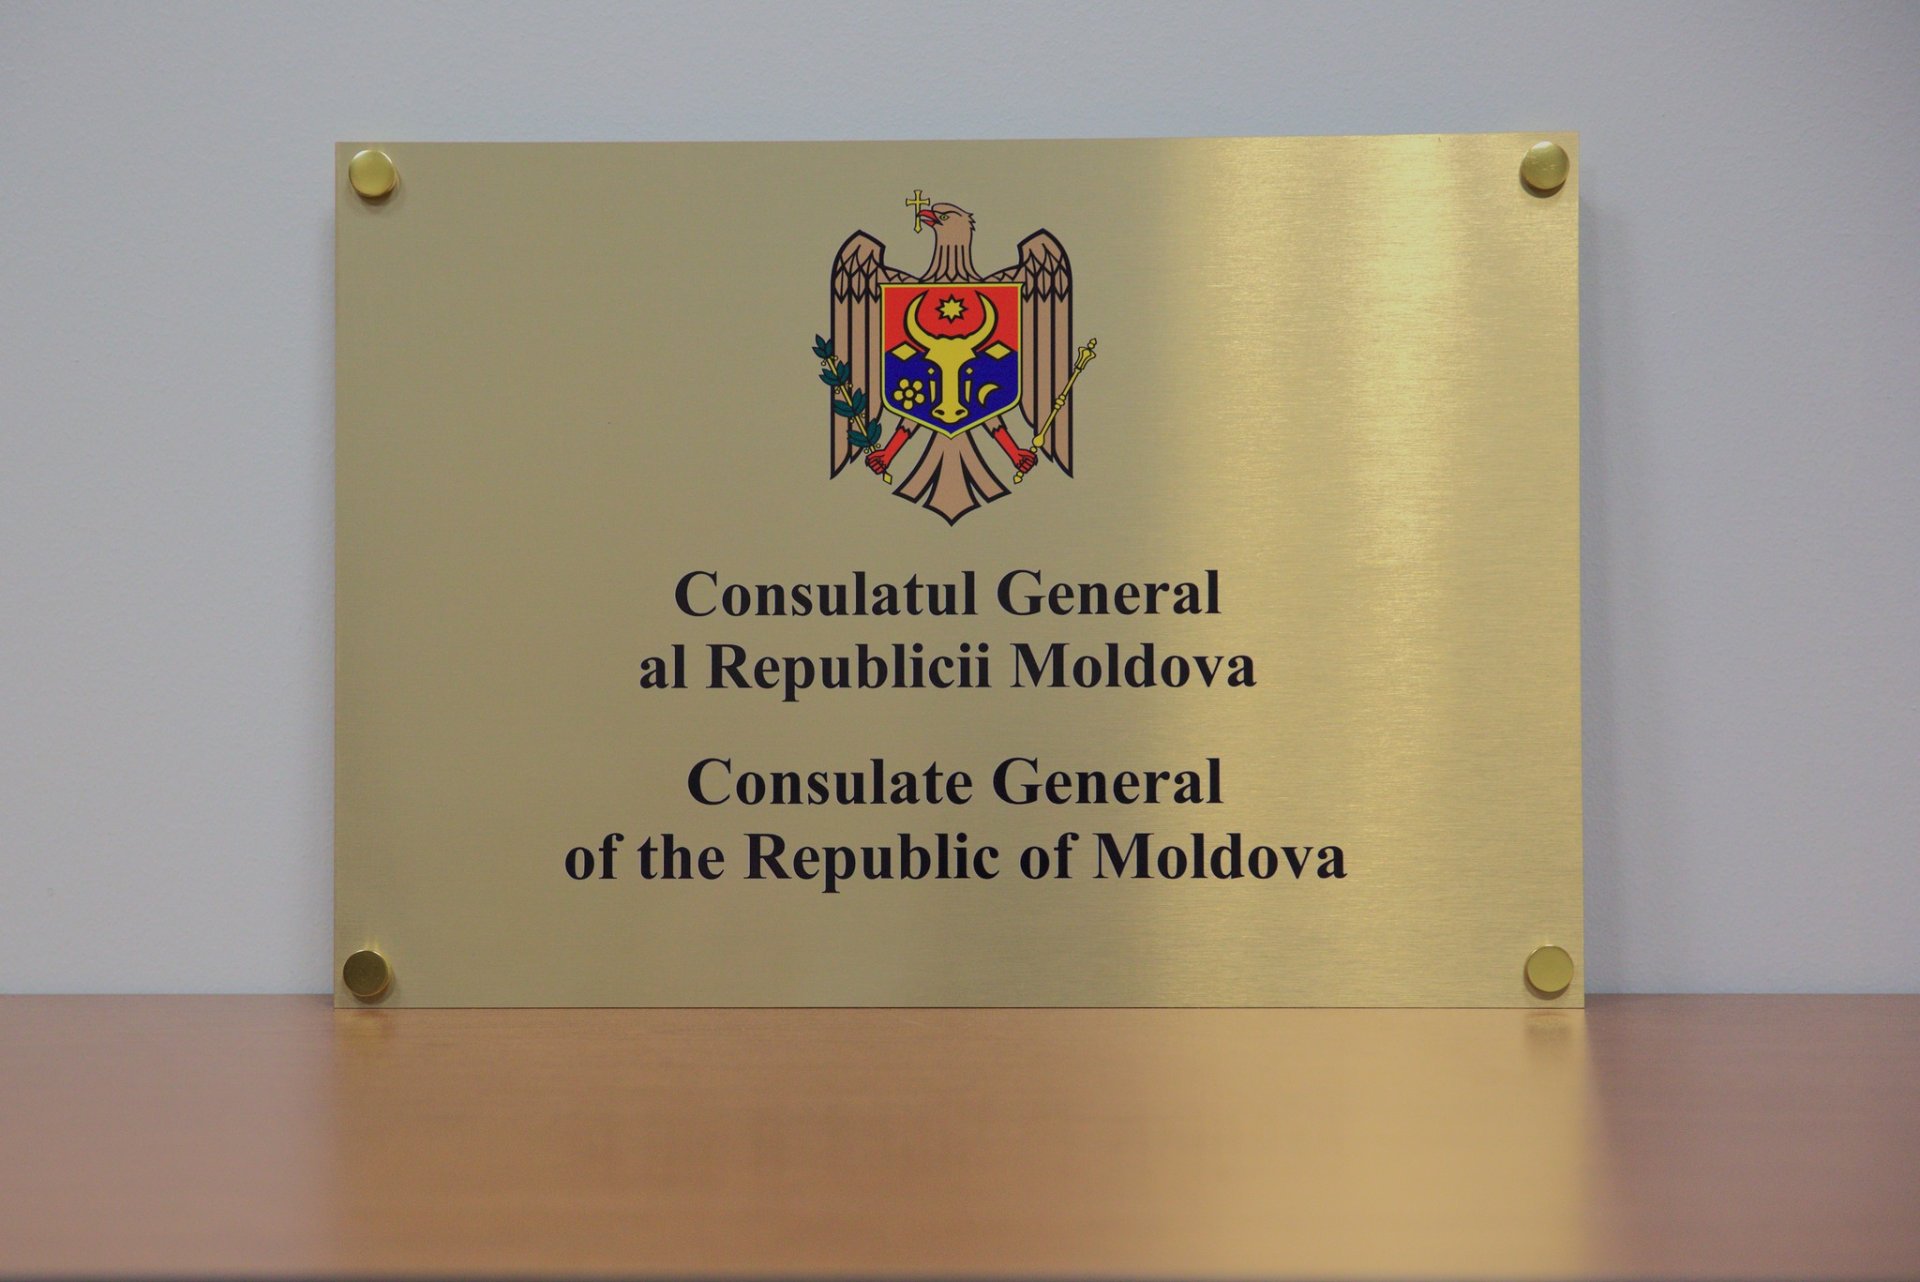 Consulatul General
al Republicii Moldova
Consulate General
of the Republic of Moldova